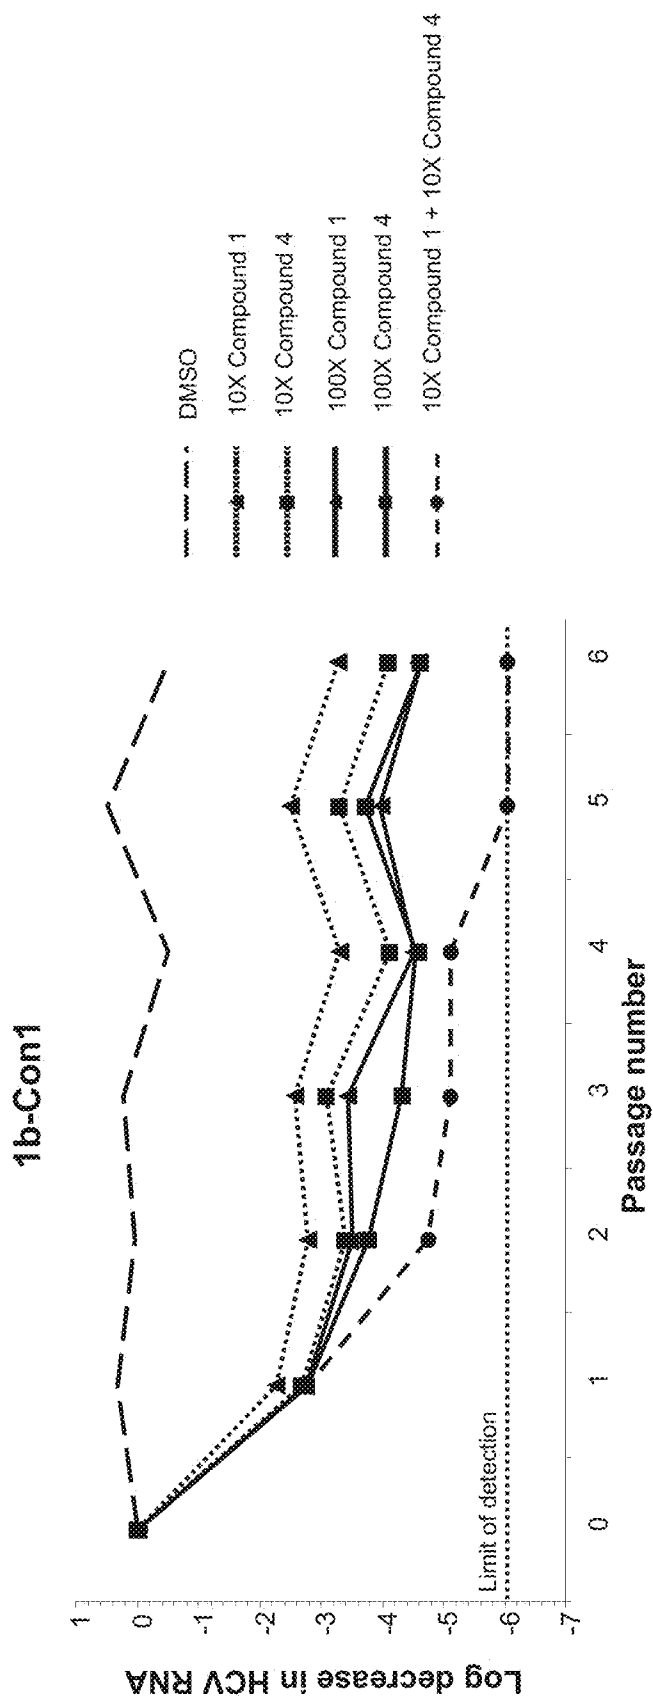 1b-Con1
Log decrease in HCV RNA
1
0
-1
-2
-3
-4
-5
-6
-7
Limit of detection
0
1
2
3
4
5
6
Passage number
DMSO
10X Compound 1
10X Compound 4
100X Compound 1
100X Compound 4
10X Compound 1 + 10X Compound 4